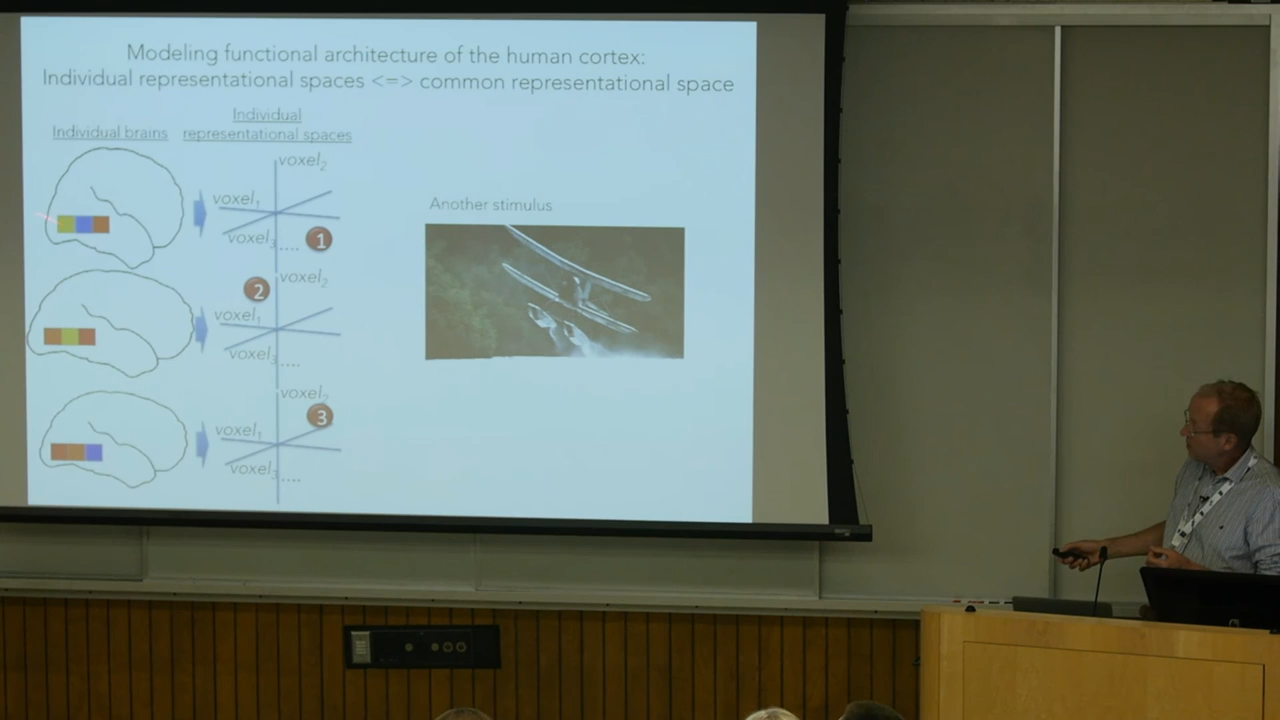 Modeling functional architecture of the human cortex:
Individual representational spaces <=> common representational space
Individual brains
Individual
representational spaces
voxel₂
voxel₁
voxel₃....
1
voxel₂
2
voxel₁
voxel₃....
voxel₂
3
voxel₁
voxel₃....
Another stimulus